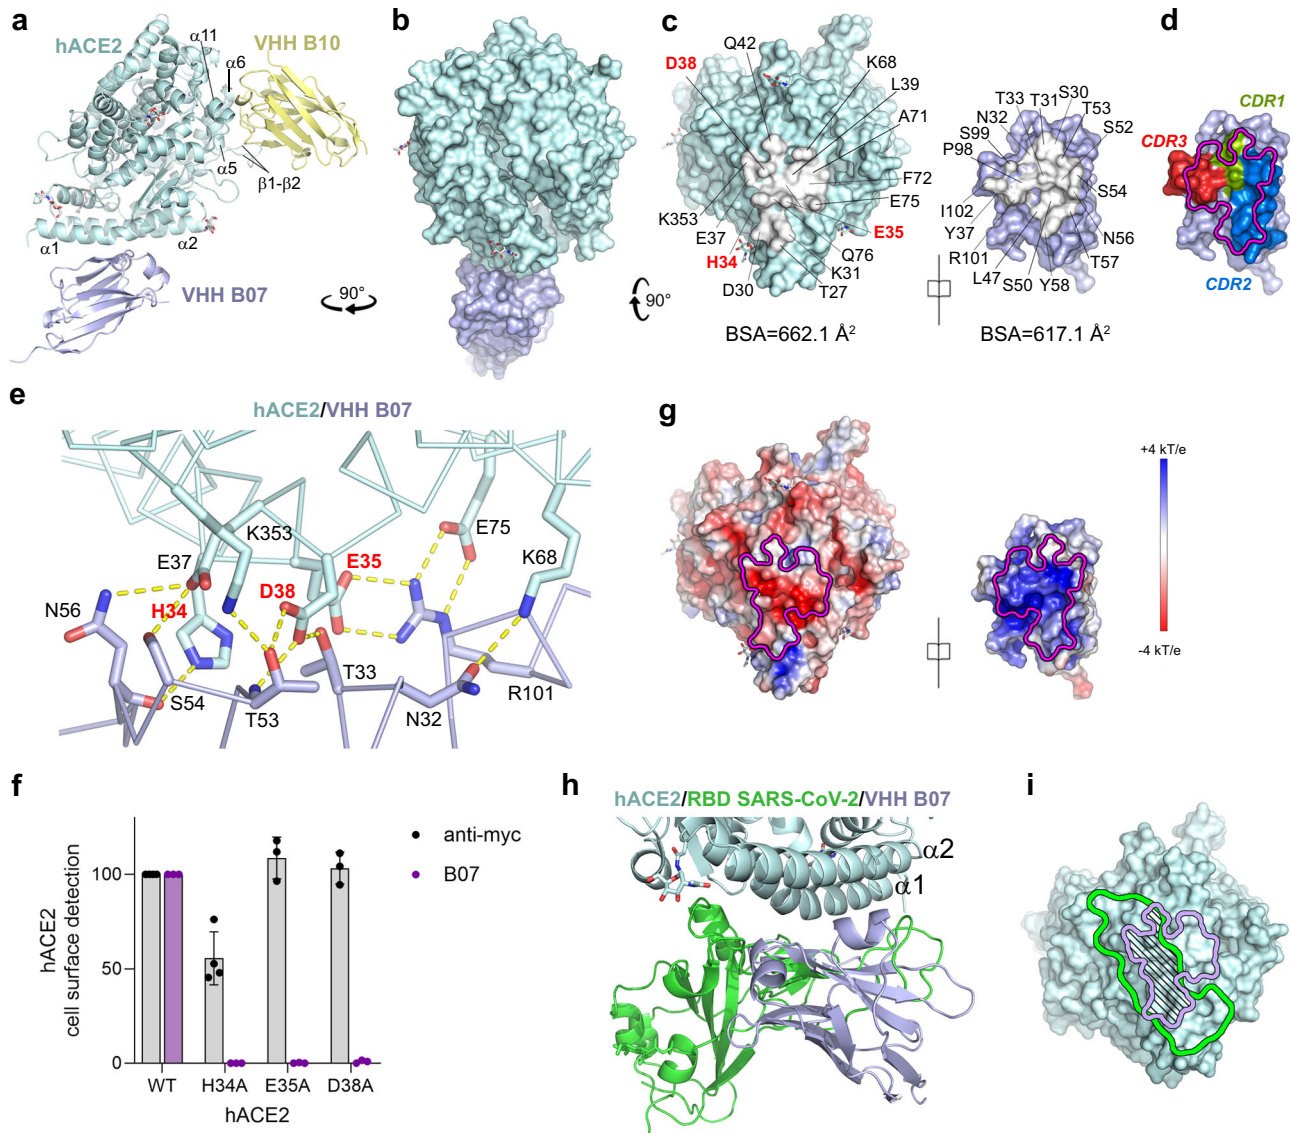 a
hACE2
α11
VHH B10
α6
α5
β1-β2
α1
α2
VHH B07
90°
b
90°
c
Q42
D38
K68
L39
A71
F72
E75
E35
Q76
K31
T27
D30
H34
E37
K353
BSA=662.1 Å²
S30
T31
T33
T53
N32
S52
S99
P98
S54
I102
Y37
N56
R101
T57
L47
S50
Y58
BSA=617.1 Å²
d
CDR1
CDR3
CDR2
e
hACE2/VHH B07
K353
E75
E37
E35
K68
D38
N56
H34
T33
R101
S54
T53
N32
g
+4 kT/e
-4 kT/e
f
hACE2
cell surface detection
100
50
0
WT
H34A
E35A
D38A
hACE2
anti-myc
B07
h
hACE2/RBD SARS-CoV-2/VHH B07
α2
α1
i